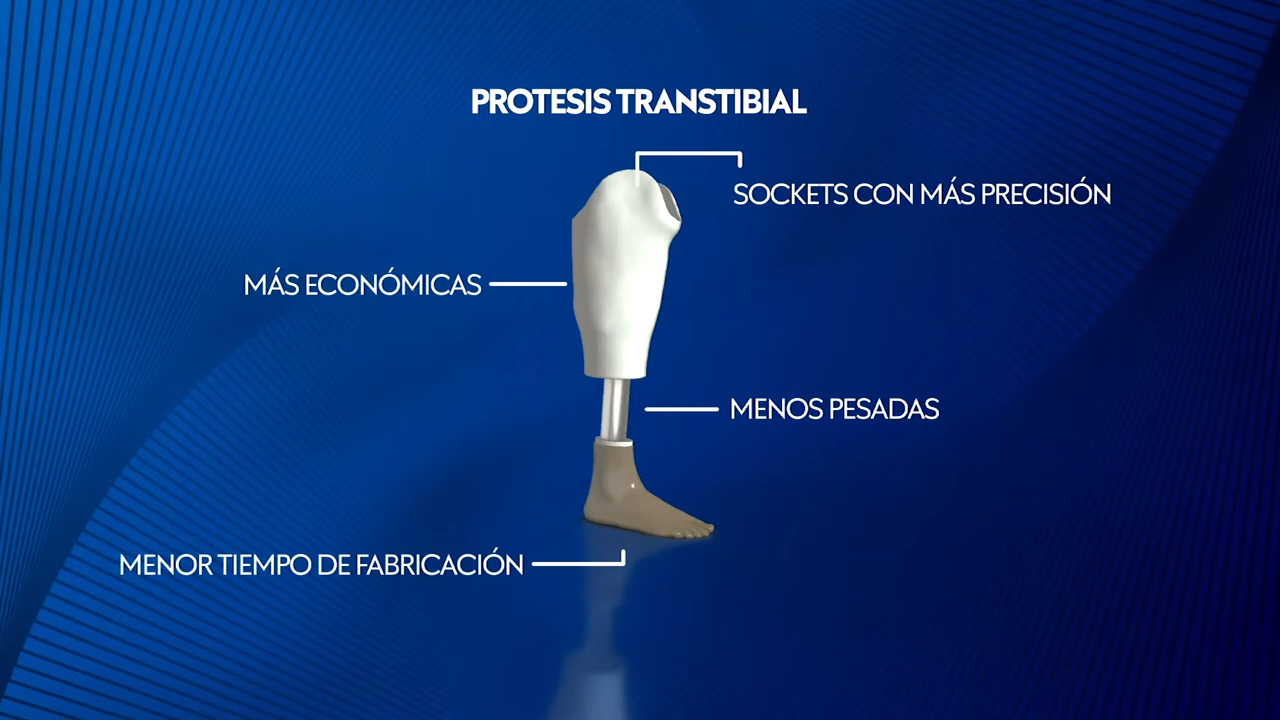 PROTESIS TRANSTIBIAL
SOCKETS CON MÁS PRECISIÓN
MÁS ECONÓMICAS
MENOS PESADAS
MENOR TIEMPO DE FABRICACIÓN